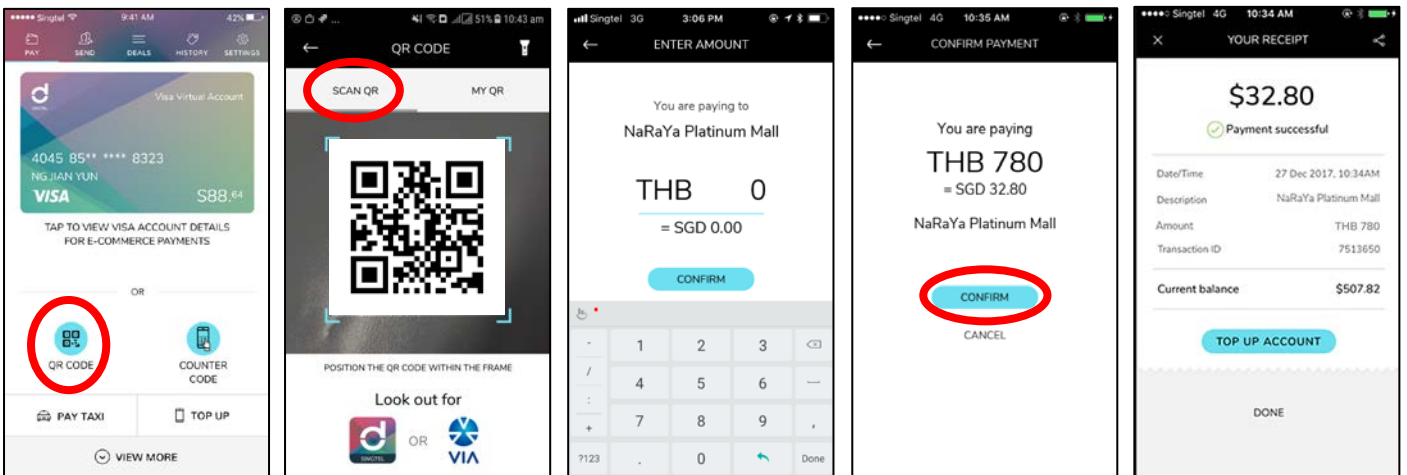 Singtel 9:41 AM 42%
PAY SEND DEALS HISTORY SETTINGS
d
SINGTEL
Visa Virtual Account
4045 85** **** 8323
NG JIAN YUN
VISA S88.64
TAP TO VIEW VISA ACCOUNT DETAILS
FOR E-COMMERCE PAYMENTS
OR
QR CODE
COUNTER
CODE
PAY TAXI
TOP UP
VIEW MORE
... 51% 10:43 am
← QR CODE
SCAN QR MY QR
POSITION THE QR CODE WITHIN THE FRAME
Look out for
d
SINGTEL
OR
VIA
Singtel 3G 3:06 PM
← ENTER AMOUNT
You are paying to
NaRaYa Platinum Mall
THB 0
= SGD 0.00
CONFIRM
- 1 2 3
/ 4 5 6
:
+ 7 8 9 ,
?123 . 0 Done
Singtel 4G 10:35 AM
← CONFIRM PAYMENT
You are paying
THB 780
= SGD 32.80
NaRaYa Platinum Mall
CONFIRM
CANCEL
Singtel 4G 10:34 AM
× YOUR RECEIPT
$32.80
Payment successful
Date/Time 27 Dec 2017, 10:34AM
Description NaRaYa Platinum Mall
Amount THB 780
Transaction ID 7513650
Current balance $507.82
TOP UP ACCOUNT
DONE